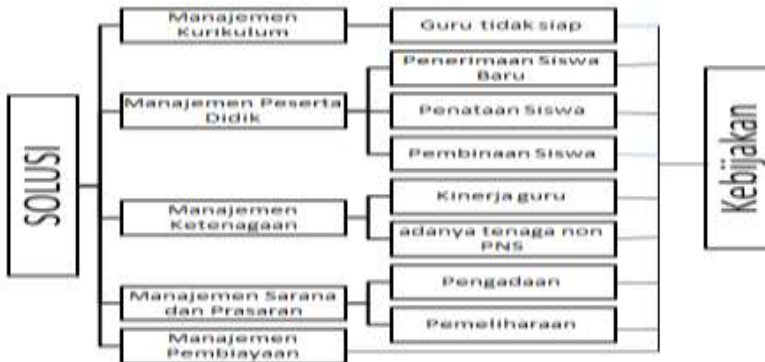 SOLUSI
Manajemen
Kurikulum
Guru tidak siap
Manajemen Peserta
Didik
Penerimaan Siswa
Baru
Penataan Siswa
Pembinaan Siswa
Manajemen
Ketenagaan
Kinerja guru
adanya tenaga non
PNS
Manajemen Sarana
dan Prasaran
Pengadaan
Pemeliharaan
Manajemen
Pembiayaan
Kebijakan